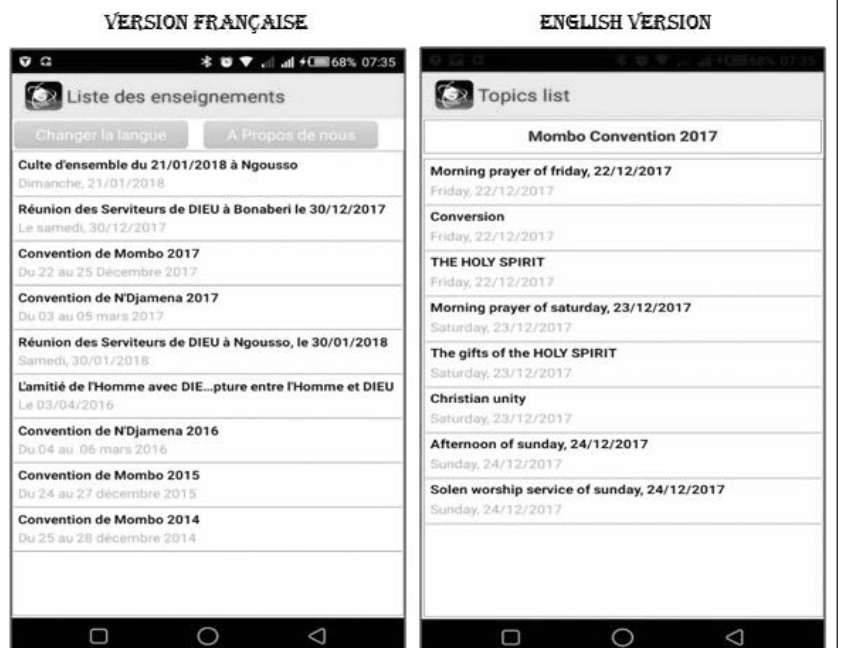 VERSION FRANÇAISE
68% 07:35
Liste des enseignements
Changer la langue
A Propos de nous
Culte d'ensemble du 21/01/2018 à Ngousso
Dimanche, 21/01/2018
Réunion des Serviteurs de DIEU à Bonaberi le 30/12/2017
Le samedi, 30/12/2017
Convention de Mombo 2017
Du 22 au 25 Décembre 2017
Convention de N'Djamena 2017
Du 03 au 05 mars 2017
Réunion des Serviteurs de DIEU à Ngousso, le 30/01/2018
Samedi, 30/01/2018
L'amitié de l'Homme avec DIE...pture entre l'Homme et DIEU
Le 03/04/2016
Convention de N'Djamena 2016
Du 04 au 06 mars 2016
Convention de Mombo 2015
Du 24 au 27 décembre 2015
Convention de Mombo 2014
Du 25 au 28 décembre 2014
ENGLISH VERSION
68% 07:35
Topics list
Mombo Convention 2017
Morning prayer of friday, 22/12/2017
Friday, 22/12/2017
Conversion
Friday, 22/12/2017
THE HOLY SPIRIT
Friday, 22/12/2017
Morning prayer of saturday, 23/12/2017
Saturday, 23/12/2017
The gifts of the HOLY SPIRIT
Saturday, 23/12/2017
Christian unity
Saturday, 23/12/2017
Afternoon of sunday, 24/12/2017
Sunday, 24/12/2017
Solen worship service of sunday, 24/12/2017
Sunday, 24/12/2017